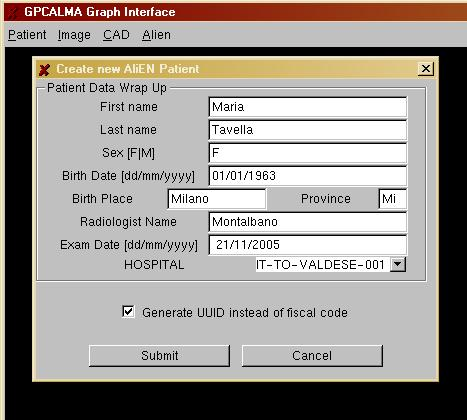 GPCALMA Graph Interface
Patient Image CAD Alien
Create new AliEN Patient
Patient Data Wrap Up
First name Maria
Last name Tavella
Sex [F|M] F
Birth Date [dd/mm/yyyy] 01/01/1963
Birth Place Milano Province Mi
Radiologist Name Montalbano
Exam Date [dd/mm/yyyy] 21/11/2005
HOSPITAL IT-TO-VALDESE-001
Generate UUID instead of fiscal code
Submit Cancel